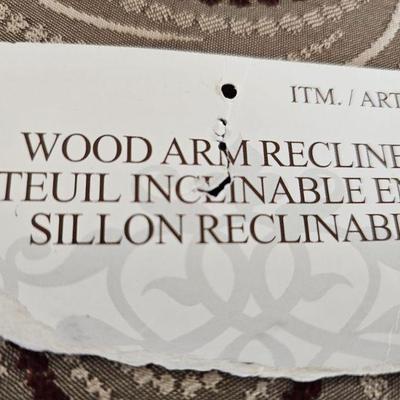 ITM. / ART
WOOD ARM RECLINE
TEUIL INCLINABLE EN
SILLON RECLINABL